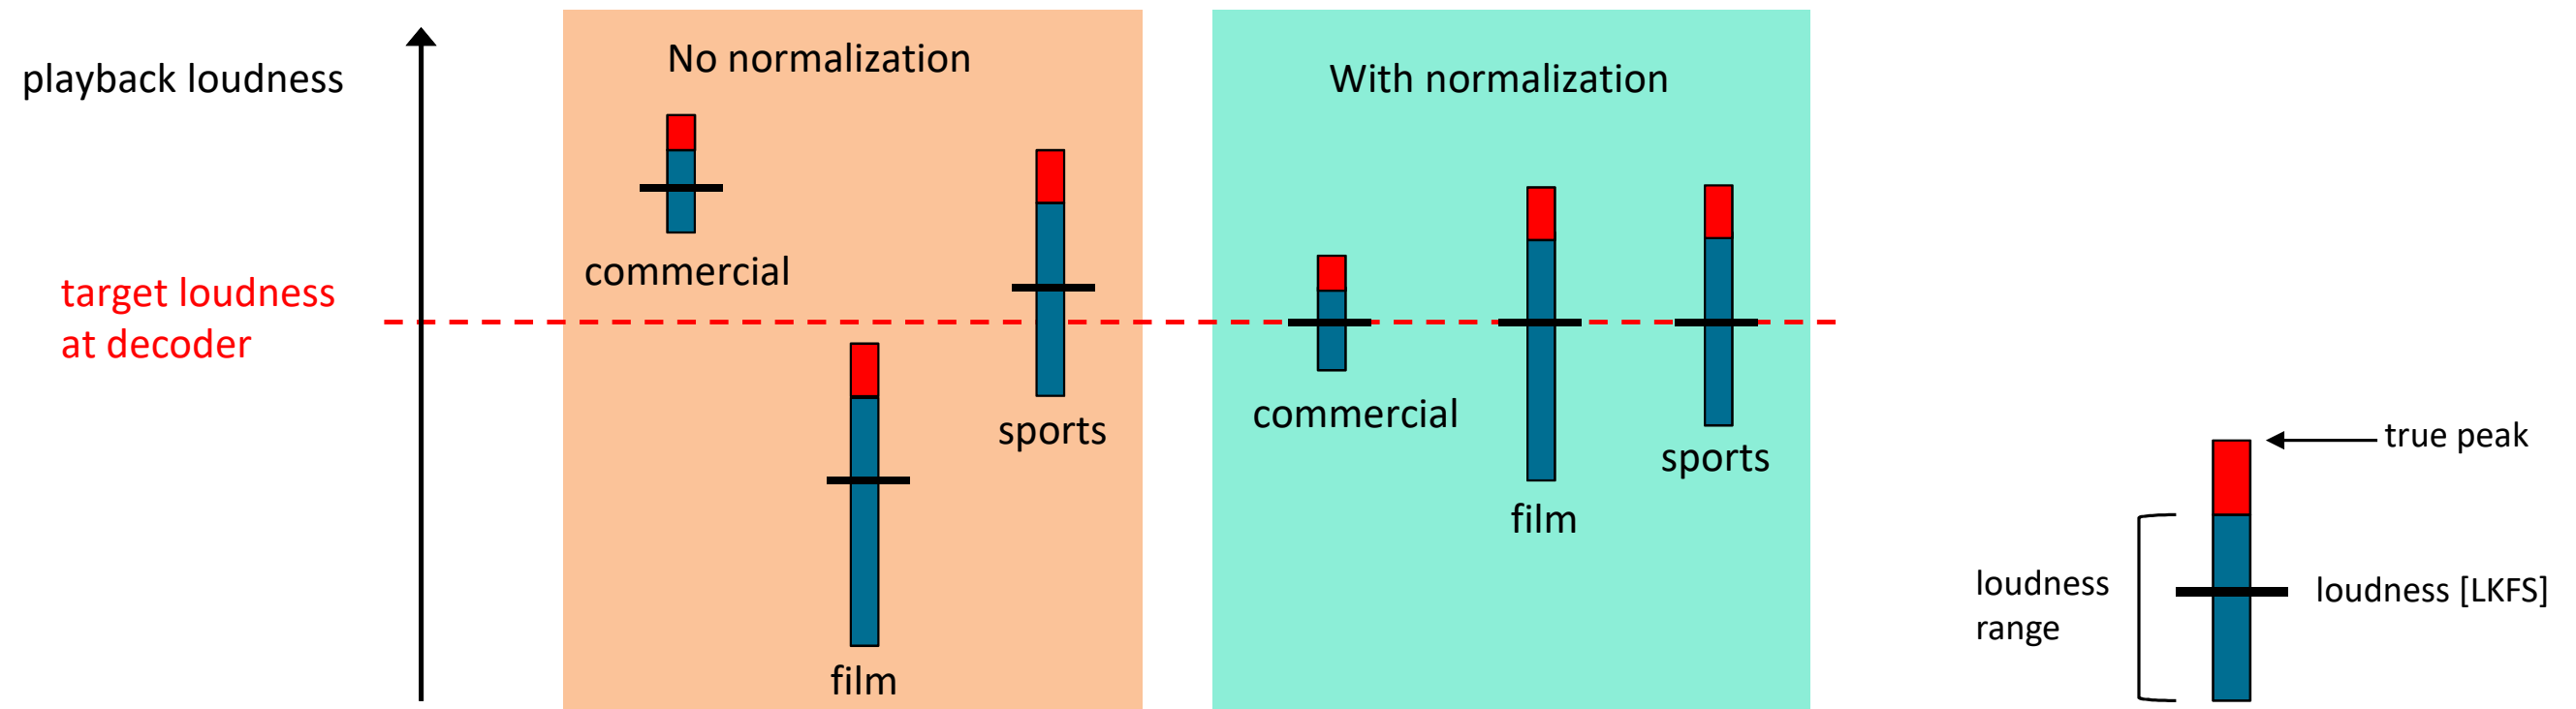 playback loudness
target loudness
at decoder
No normalization
commercial
film
sports
With normalization
commercial
film
sports
true peak
loudness
range
loudness [LKFS]